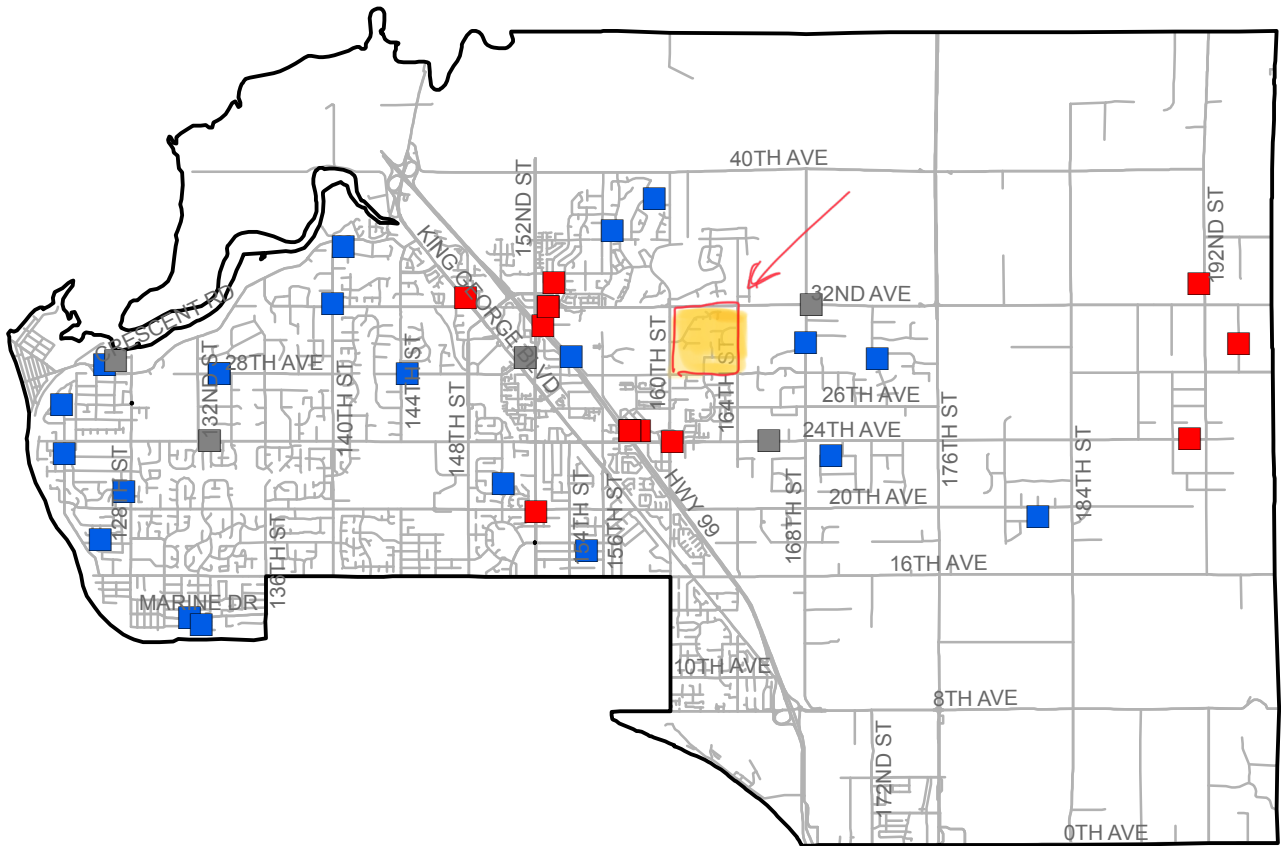 40TH AVE
152ND ST
192ND ST
KING GEORGE BLVD
CRESCENT RD
32ND AVE
132ND ST
28TH AVE
140TH ST
144TH ST
148TH ST
160TH ST
164TH ST
26TH AVE
24TH AVE
176TH ST
128TH ST
154TH ST
156TH ST
HWY 99
168TH ST
20TH AVE
184TH ST
136TH ST
16TH AVE
MARINE DR
10TH AVE
8TH AVE
172ND ST
0TH AVE